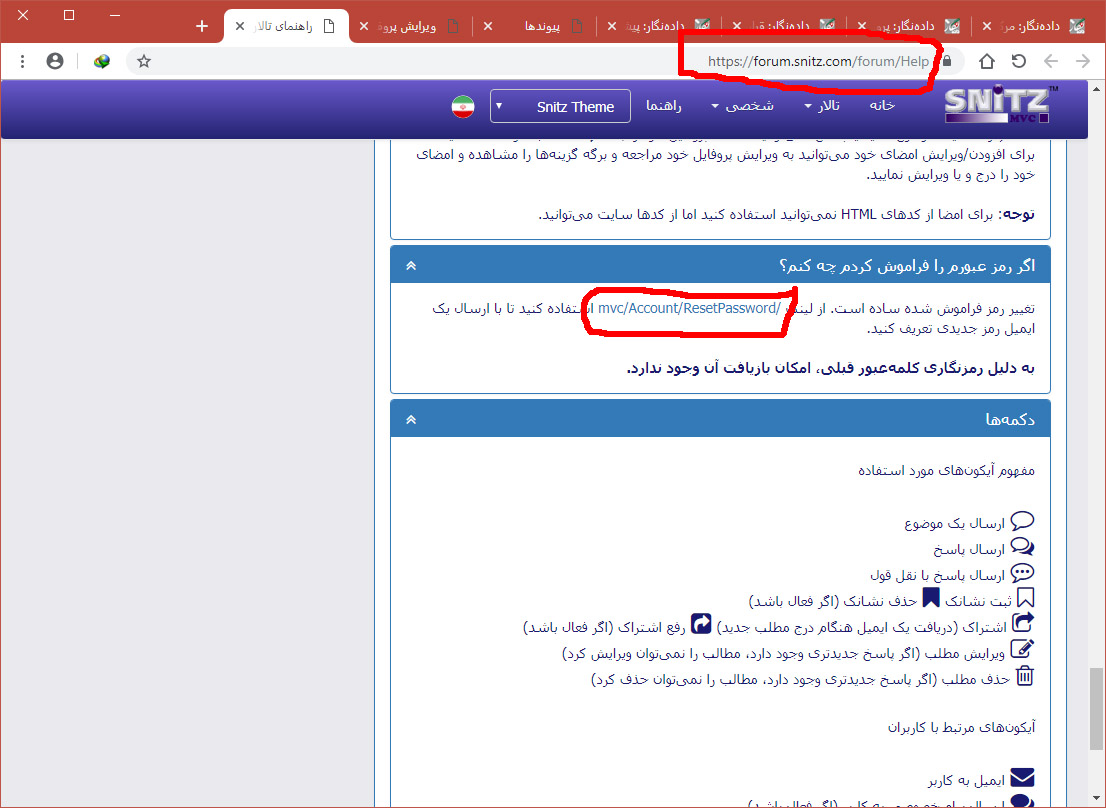 داده‌نگار: مرک
داده‌نگار: پرو
داده‌نگار: قرا
داده‌نگار: پیش
پیوندها
ویرایش پروف
راهنمای تالار
https://forum.snitz.com/forum/Help
SNiTZ™ MVC
خانه
تالار
شخصی
راهنما
Snitz Theme
برای افزودن/ویرایش امضای خود می‌توانید به ویرایش پروفایل خود مراجعه و برگه گزینه‌ها را مشاهده و امضای
خود را درج و یا ویرایش نمایید.
توجه: برای امضا از کدهای HTML نمی‌توانید استفاده کنید اما از کدها سایت می‌توانید.
اگر رمز عبورم را فراموش کردم چه کنم؟
تغییر رمز فراموش شده ساده است. از لینک mvc/Account/ResetPassword/ استفاده کنید تا با ارسال یک
ایمیل رمز جدیدی تعریف کنید.
به دلیل رمزنگاری کلمه‌عبور قبلی، امکان بازیافت آن وجود ندارد.
دکمه‌ها
مفهوم آیکون‌های مورد استفاده
ارسال یک موضوع
ارسال پاسخ
ارسال پاسخ با نقل قول
ثبت نشانک حذف نشانک (اگر فعال باشد)
اشتراک (دریافت یک ایمیل هنگام درج مطلب جدید) رفع اشتراک (اگر فعال باشد)
ویرایش مطلب (اگر پاسخ جدیدتری وجود دارد، مطالب را نمی‌توان ویرایش کرد)
حذف مطلب (اگر پاسخ جدیدتری وجود دارد، مطالب را نمی‌توان حذف کرد)
آیکون‌های مرتبط با کاربران
ایمیل به کاربر